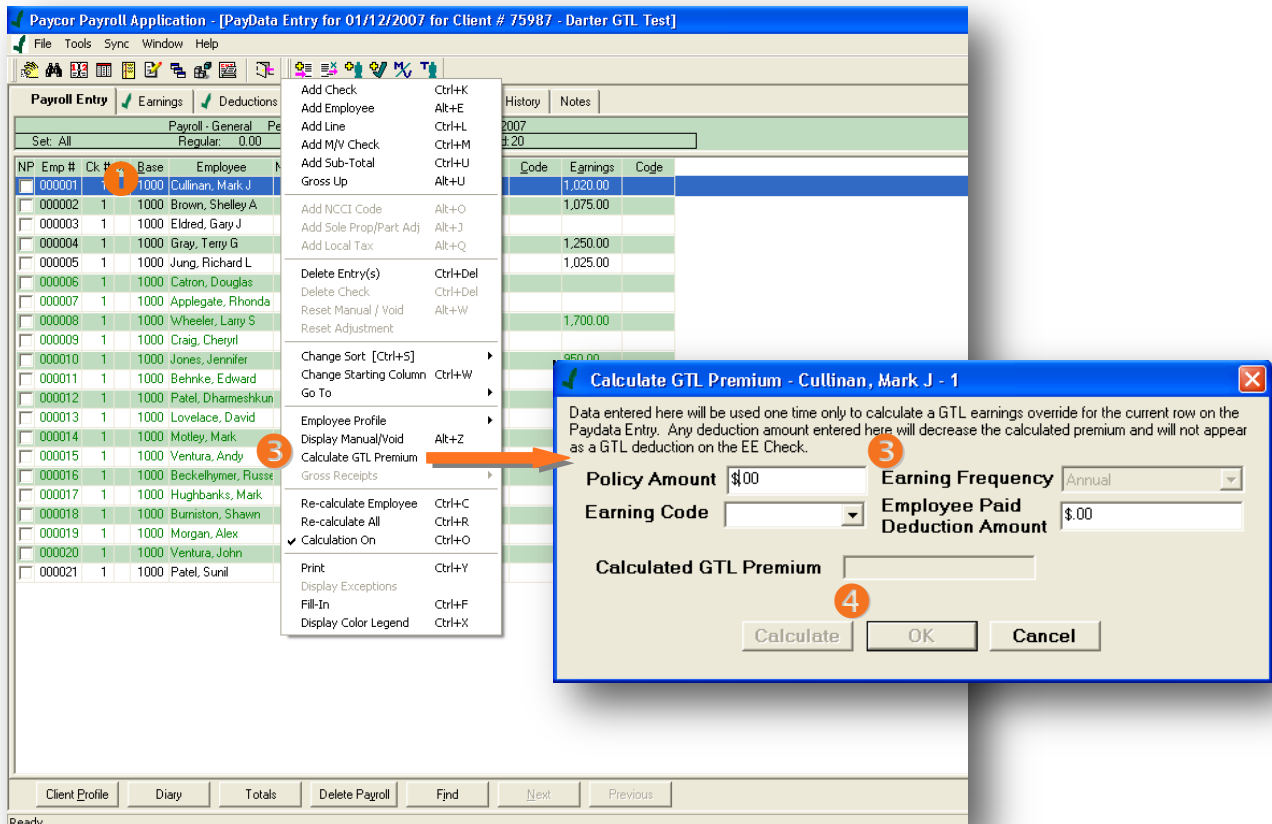 Paycor Payroll Application - [PayData Entry for 01/12/2007 for Client # 75987 - Darter GTL Test]
File Tools Sync Window Help
Payroll Entry Earnings Deductions History Notes
Payroll - General Pe 2007
Set: All Regular: 0.00 d: 20
NP Emp # Ck # Base Employee N Code Earnings Code
000001 1 1000 Cullinan, Mark J 1,020.00
000002 1 1000 Brown, Shelley A 1,075.00
000003 1 1000 Eldred, Gary J
000004 1 1000 Gray, Terry G 1,250.00
000005 1 1000 Jung, Richard L 1,025.00
000006 1 1000 Catron, Douglas
000007 1 1000 Applegate, Rhonda
000008 1 1000 Wheeler, Larry S 1,700.00
000009 1 1000 Craig, Cheryrl
000010 1 1000 Jones, Jennifer 950.00
000011 1 1000 Behnke, Edward
000012 1 1000 Patel, Dharmeshkun
000013 1 1000 Lovelace, David
000014 1 1000 Motley, Mark
000015 1 1000 Ventura, Andy
000016 1 1000 Beckelhymer, Russe
000017 1 1000 Hughbanks, Mark
000018 1 1000 Burniston, Shawn
000019 1 1000 Morgan, Alex
000020 1 1000 Ventura, John
000021 1 1000 Patel, Sunil
1
Add Check Ctrl+K
Add Employee Alt+E
Add Line Ctrl+L
Add M/V Check Ctrl+M
Add Sub-Total Ctrl+U
Gross Up Alt+U
Add NCCI Code Alt+O
Add Sole Prop/Part Adj Alt+J
Add Local Tax Alt+Q
Delete Entry(s) Ctrl+Del
Delete Check Ctrl+Del
Reset Manual / Void Alt+W
Reset Adjustment
Change Sort [Ctrl+S]
Change Starting Column Ctrl+W
Go To
Employee Profile
Display Manual/Void Alt+Z
3 Calculate GTL Premium
Gross Receipts
Re-calculate Employee Ctrl+C
Re-calculate All Ctrl+R
Calculation On Ctrl+O
Print Ctrl+Y
Display Exceptions
Fill-In Ctrl+F
Display Color Legend Ctrl+X
Calculate GTL Premium - Cullinan, Mark J - 1
Data entered here will be used one time only to calculate a GTL earnings override for the current row on the
Paydata Entry. Any deduction amount entered here will decrease the calculated premium and will not appear
as a GTL deduction on the EE Check.
3
Policy Amount $.00 Earning Frequency Annual
Earning Code Employee Paid
Deduction Amount $.00
Calculated GTL Premium
4
Calculate OK Cancel
Client Profile Diary Totals Delete Payroll Find Next Previous
Ready